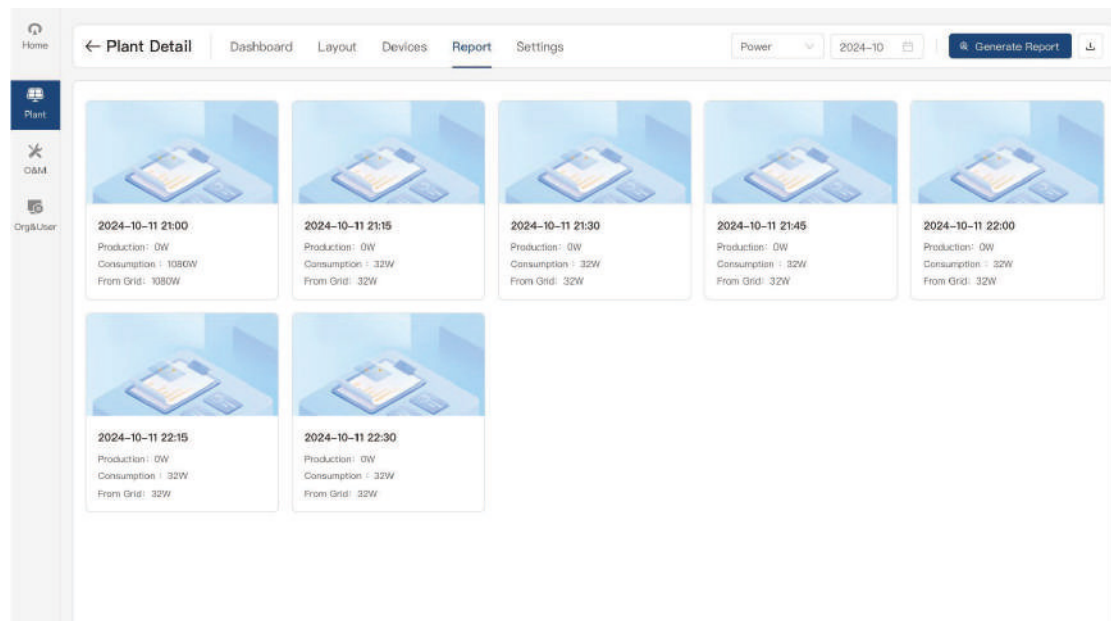 Home
← Plant Detail
Dashboard
Layout
Devices
Report
Settings
Power
2024-10
Generate Report
Plant
O&M
Org&User
2024-10-11 21:00
Production: 0W
Consumption : 1080W
From Grid: 1080W
2024-10-11 21:15
Production: 0W
Consumption : 32W
From Grid: 32W
2024-10-11 21:30
Production: 0W
Consumption : 32W
From Grid: 32W
2024-10-11 21:45
Production: 0W
Consumption : 32W
From Grid: 32W
2024-10-11 22:00
Production: 0W
Consumption : 32W
From Grid: 32W
2024-10-11 22:15
Production: 0W
Consumption : 32W
From Grid: 32W
2024-10-11 22:30
Production: 0W
Consumption : 32W
From Grid: 32W